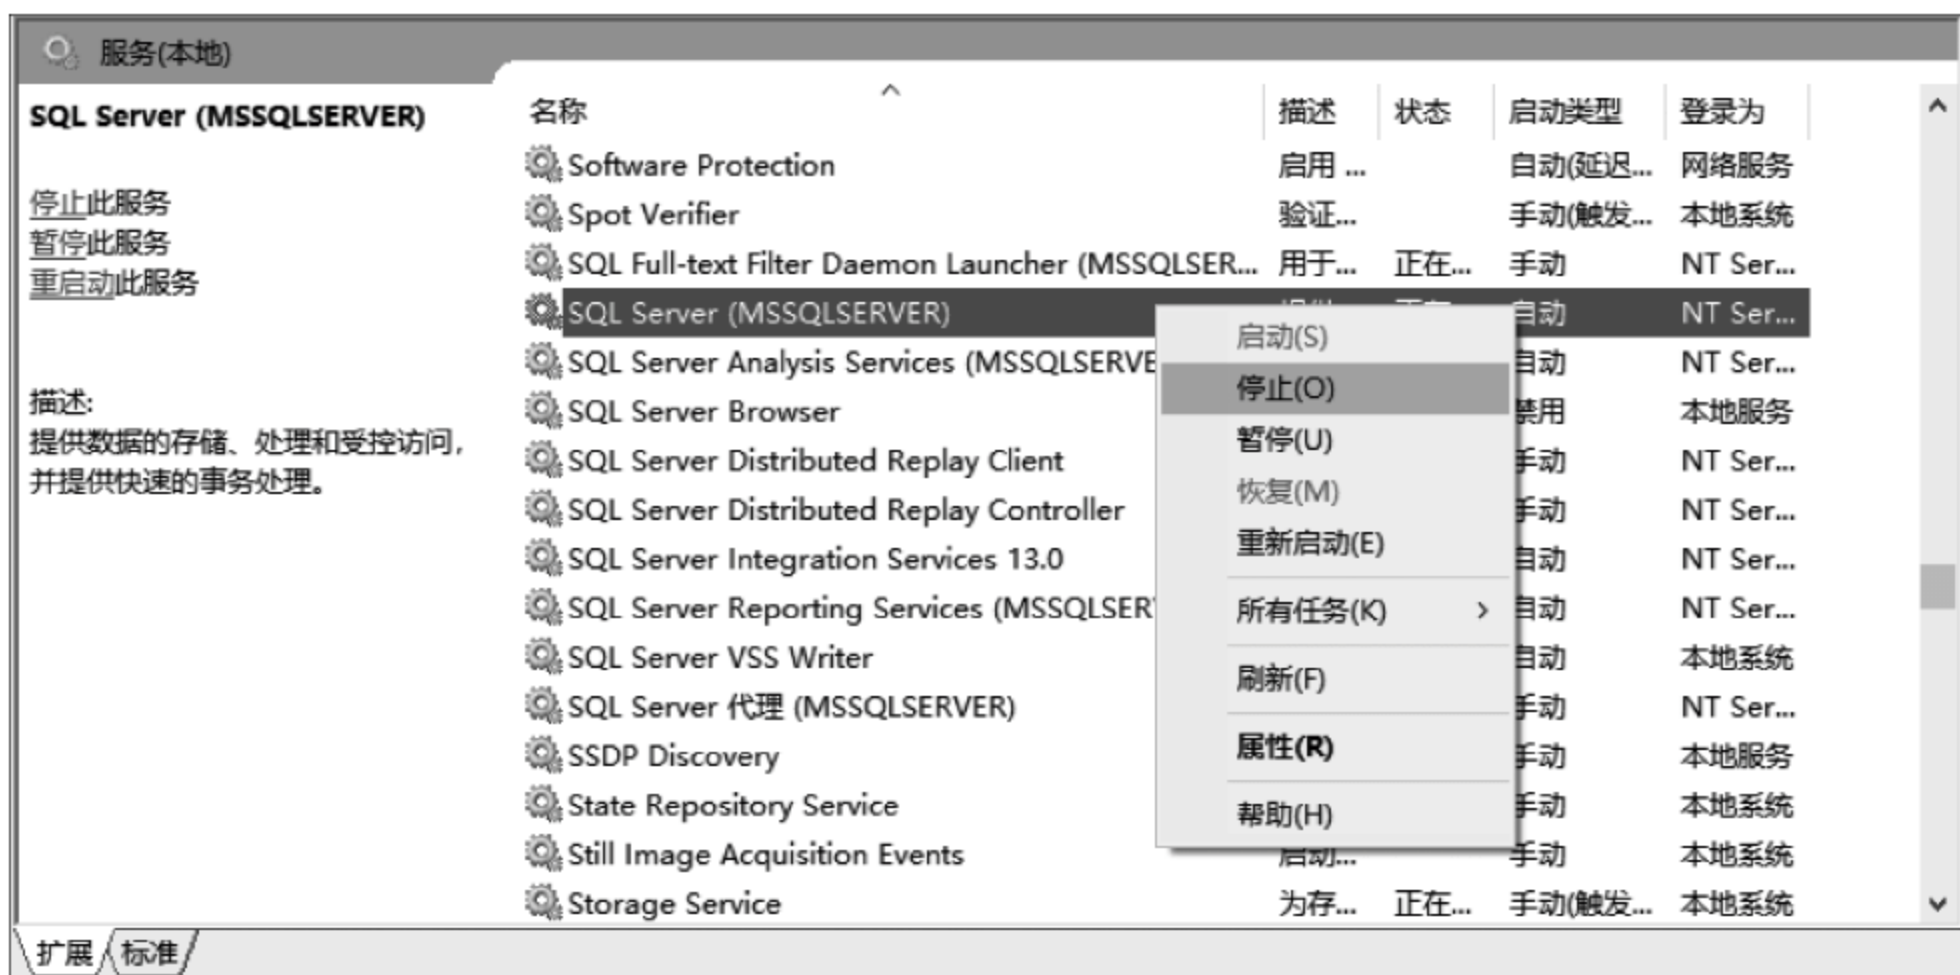 服务(本地)
SQL Server (MSSQLSERVER)
停止此服务
暂停此服务
重启动此服务
描述:
提供数据的存储、处理和受控访问,
并提供快速的事务处理。
名称 描述 状态 启动类型 登录为
Software Protection 启用 ... 自动(延迟... 网络服务
Spot Verifier 验证... 手动(触发... 本地系统
SQL Full-text Filter Daemon Launcher (MSSQLSER... 用于... 正在... 手动 NT Ser...
SQL Server (MSSQLSERVER) 自动 NT Ser...
SQL Server Analysis Services (MSSQLSERVE 自动 NT Ser...
SQL Server Browser 禁用 本地服务
SQL Server Distributed Replay Client 手动 NT Ser...
SQL Server Distributed Replay Controller 手动 NT Ser...
SQL Server Integration Services 13.0 自动 NT Ser...
SQL Server Reporting Services (MSSQLSER 自动 NT Ser...
SQL Server VSS Writer 自动 本地系统
SQL Server 代理 (MSSQLSERVER) 手动 NT Ser...
SSDP Discovery 手动 本地服务
State Repository Service 手动 本地系统
Still Image Acquisition Events 启动... 手动 本地系统
Storage Service 为存... 正在... 手动(触发... 本地系统
启动(S)
停止(O)
暂停(U)
恢复(M)
重新启动(E)
所有任务(K)
刷新(F)
属性(R)
帮助(H)
扩展 标准